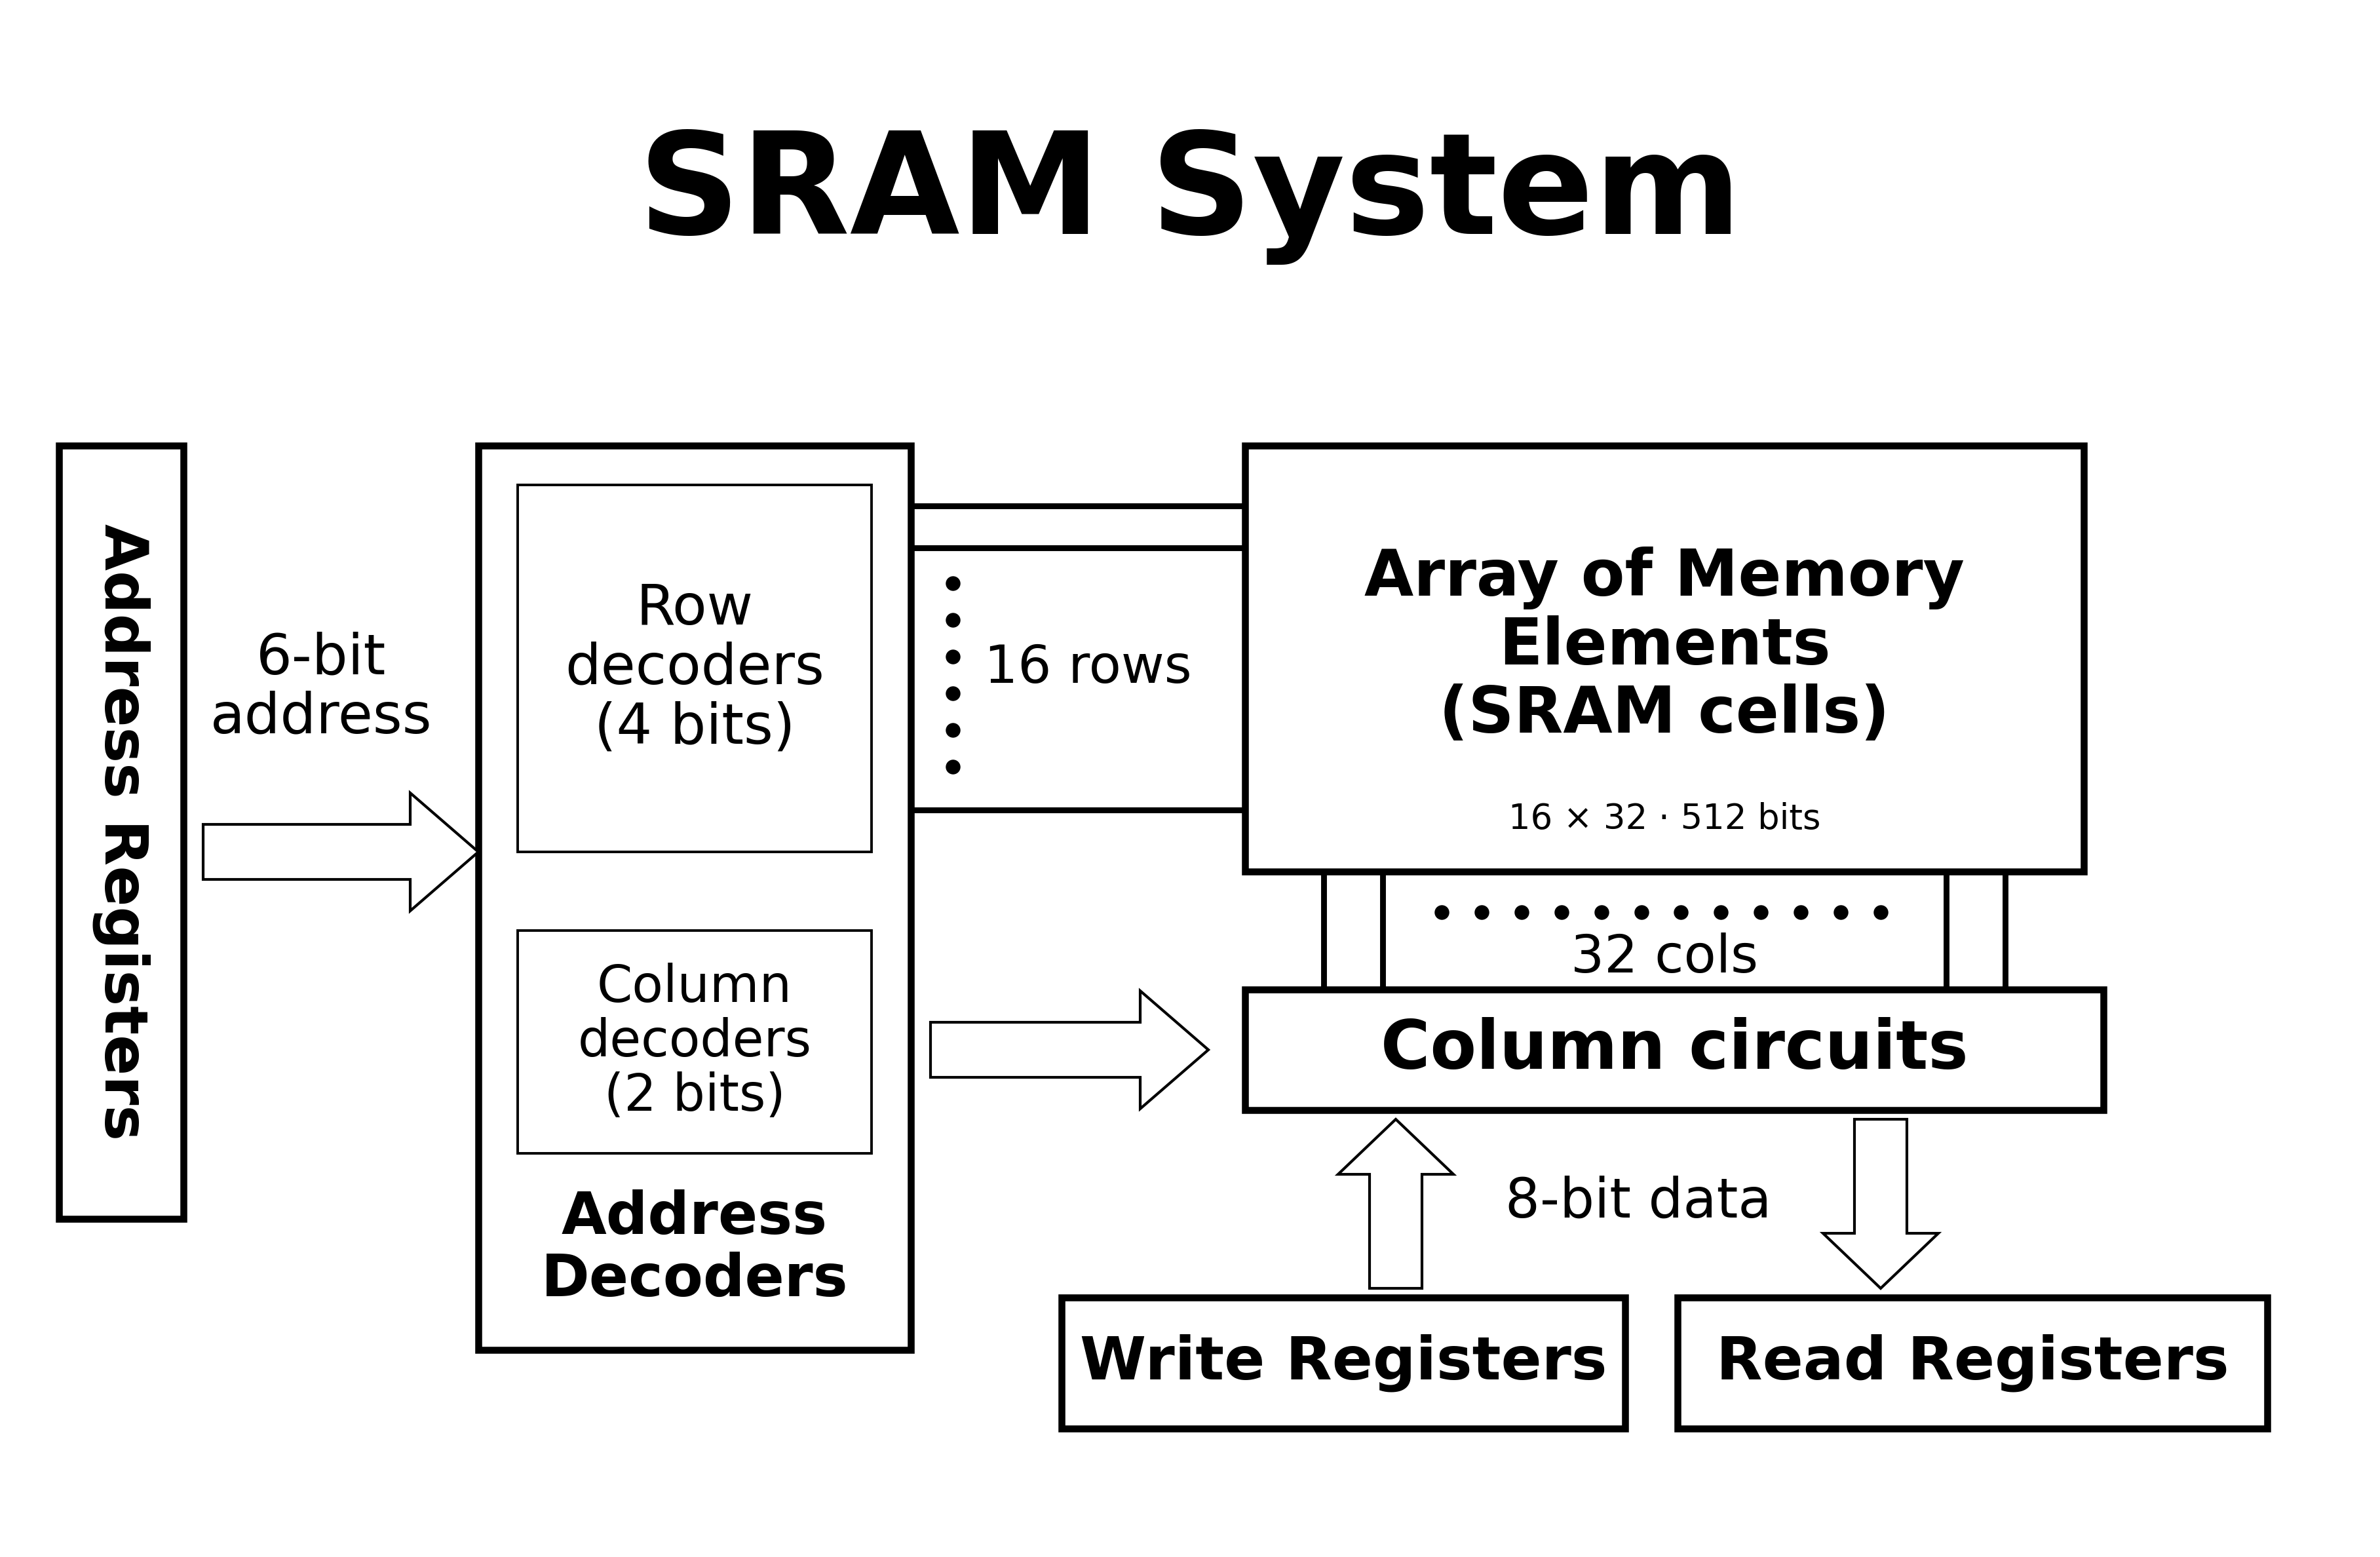 SRAM System
Address Registers
6-bit
address
Row
decoders
(4 bits)
Column
decoders
(2 bits)
Address
Decoders
16 rows
Array of Memory
Elements
(SRAM cells)
16 × 32 · 512 bits
32 cols
Column circuits
8-bit data
Write Registers
Read Registers